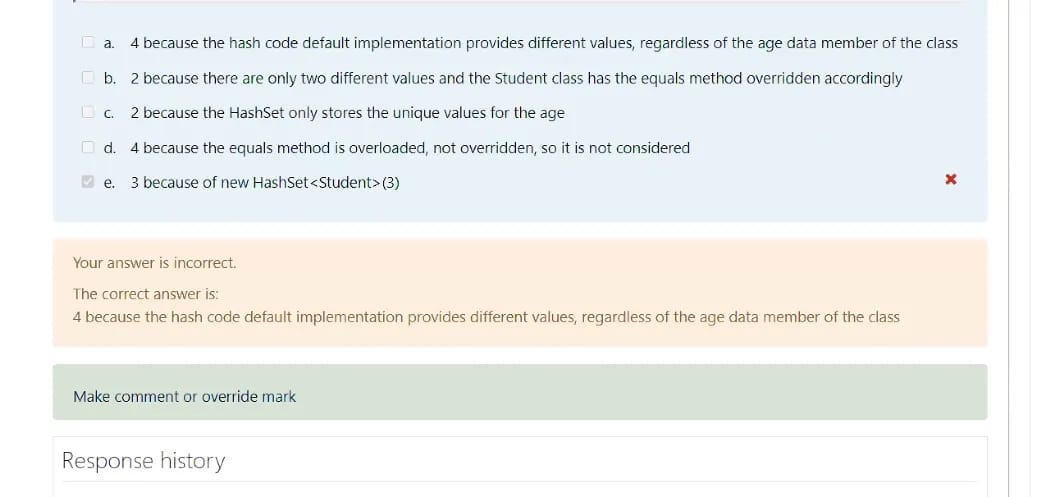 a. 4 because the hash code default implementation provides different values, regardless of the age data member of the class
b. 2 because there are only two different values and the Student class has the equals method overridden accordingly
c. 2 because the HashSet only stores the unique values for the age
d. 4 because the equals method is overloaded, not overridden, so it is not considered
e. 3 because of new HashSet<Student>(3)
Your answer is incorrect.
The correct answer is:
4 because the hash code default implementation provides different values, regardless of the age data member of the class
Make comment or override mark
Response history